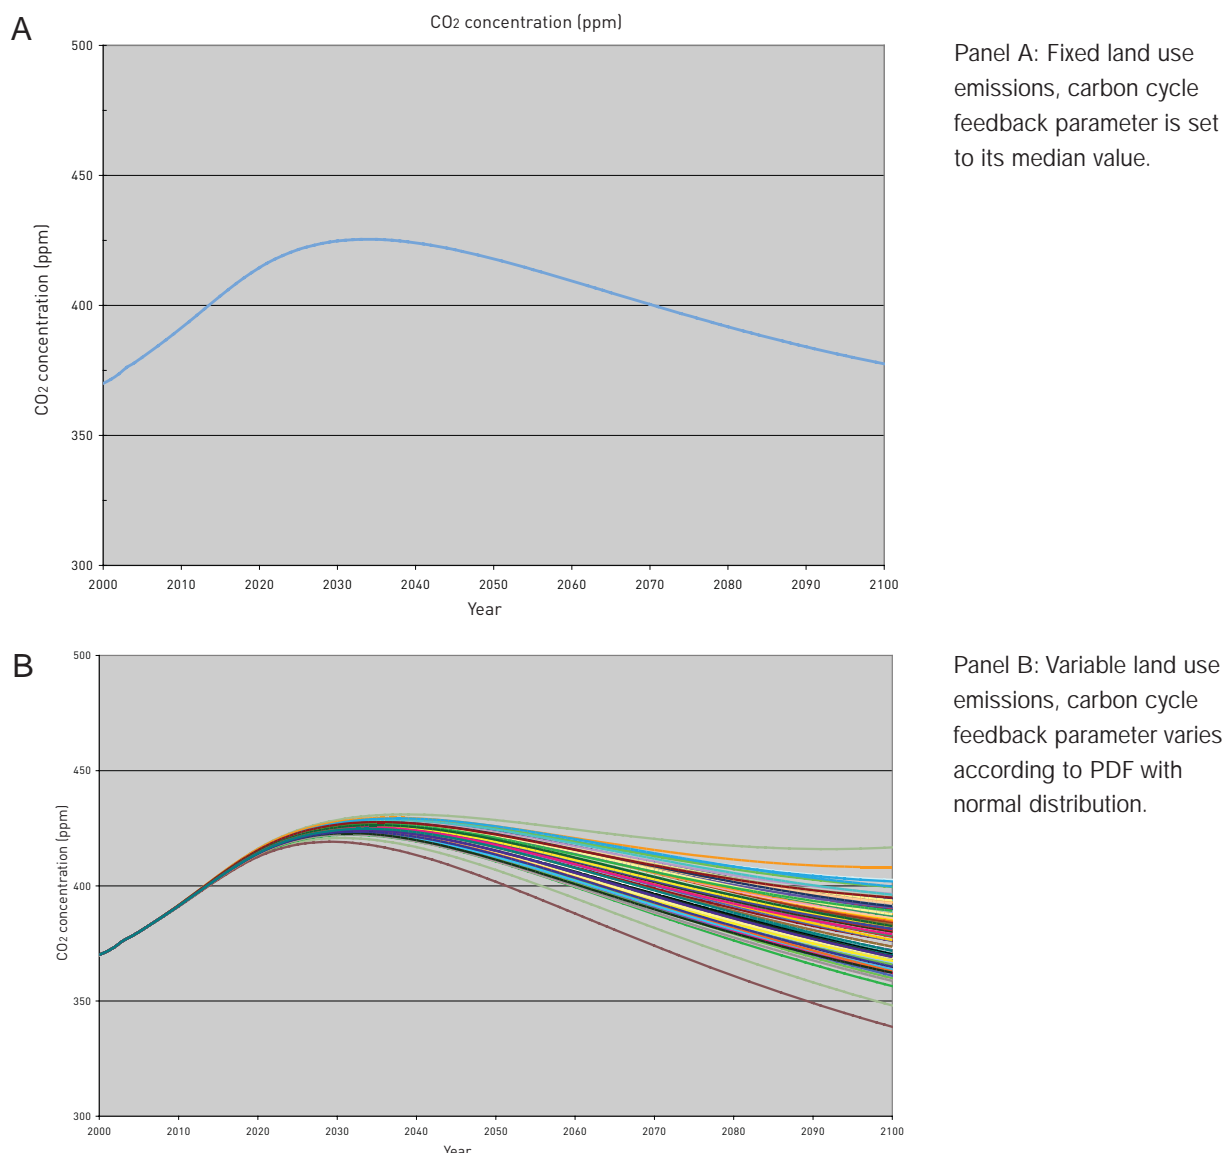 A
CO2 concentration (ppm)
500
450
400
350
300
CO2 concentration (ppm)
2000 2010 2020 2030 2040 2050 2060 2070 2080 2090 2100
Year
Panel A: Fixed land use
emissions, carbon cycle
feedback parameter is set
to its median value.
B
500
450
400
350
300
CO2 concentration (ppm)
2000 2010 2020 2030 2040 2050 2060 2070 2080 2090 2100
Year
Panel B: Variable land use
emissions, carbon cycle
feedback parameter varies
according to PDF with
normal distribution.